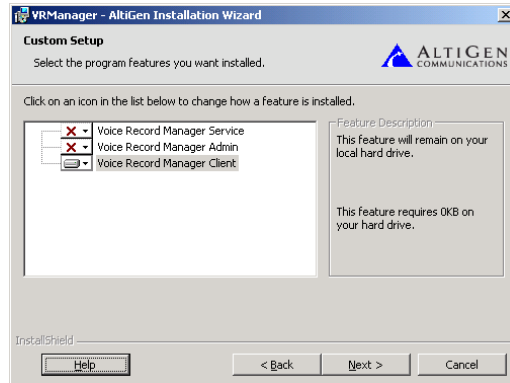 VRManager - AltiGen Installation Wizard
Custom Setup
Select the program features you want installed.
ALTIGEN
COMMUNICATIONS
Click on an icon in the list below to change how a feature is installed.
Voice Record Manager Service
Voice Record Manager Admin
Voice Record Manager Client
Feature Description
This feature will remain on your
local hard drive.
This feature requires 0KB on
your hard drive.
InstallShield
Help
< Back
Next >
Cancel